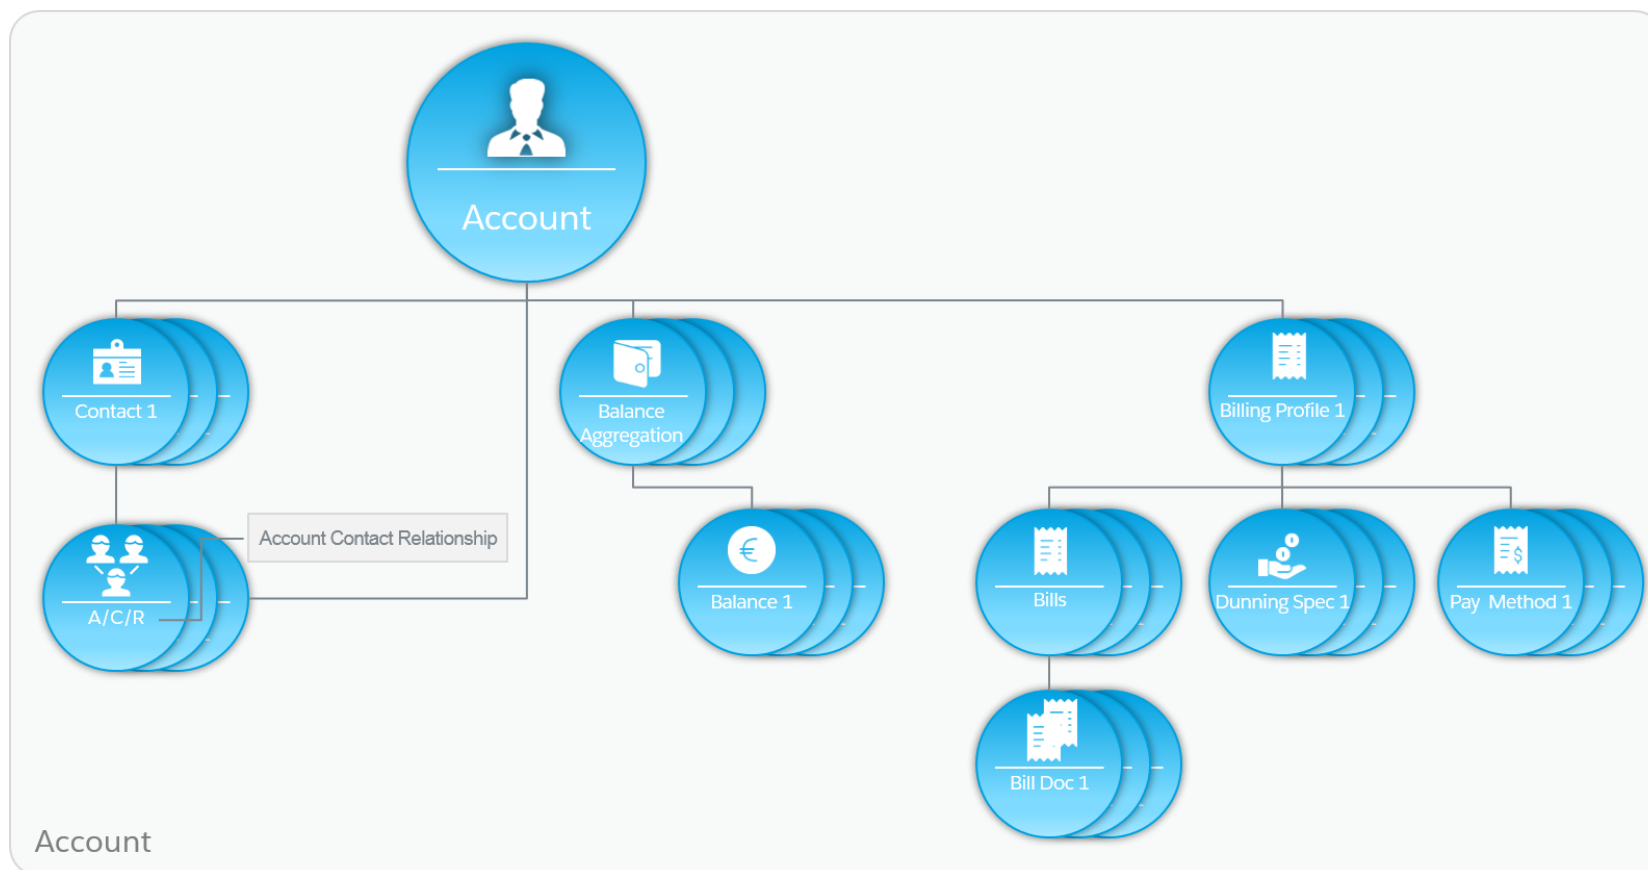 Account
Contact 1
Balance
Aggregation
Billing Profile 1
Account Contact Relationship
A/C/R
€
Balance 1
Bills
Dunning Spec 1
$
Pay Method 1
Bill Doc 1
Account